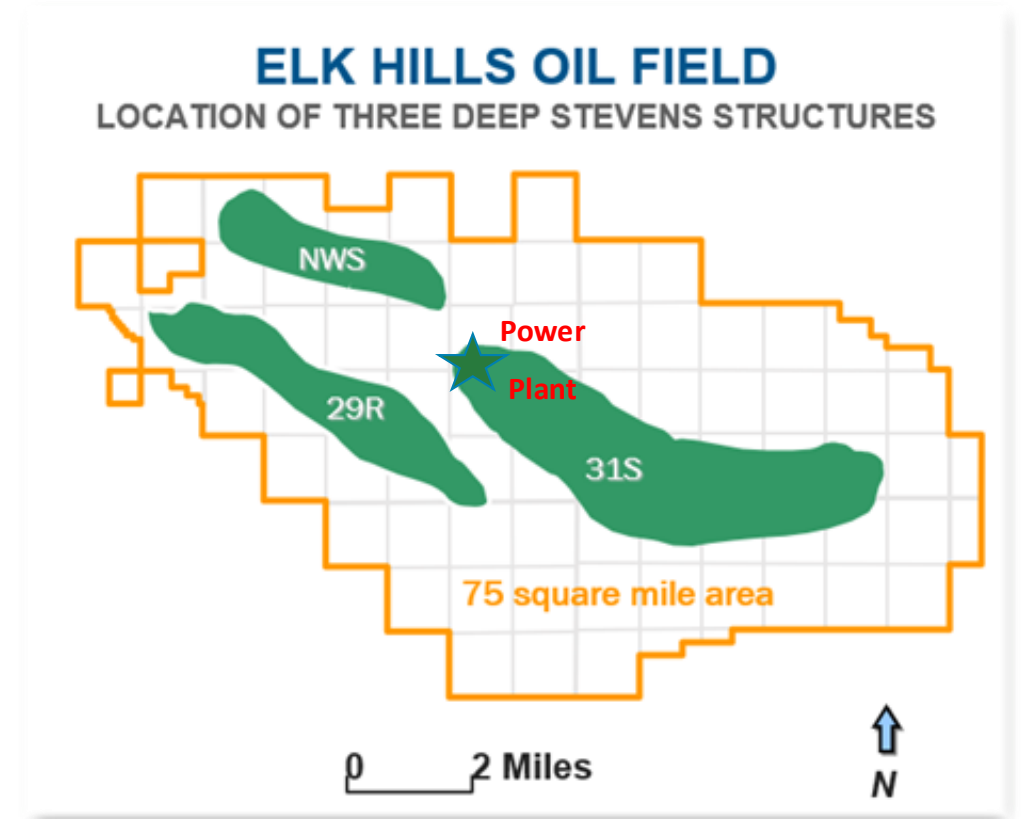 ELK HILLS OIL FIELD
LOCATION OF THREE DEEP STEVENS STRUCTURES
NWS
Power
Plant
29R
31S
75 square mile area
0 2 Miles
N